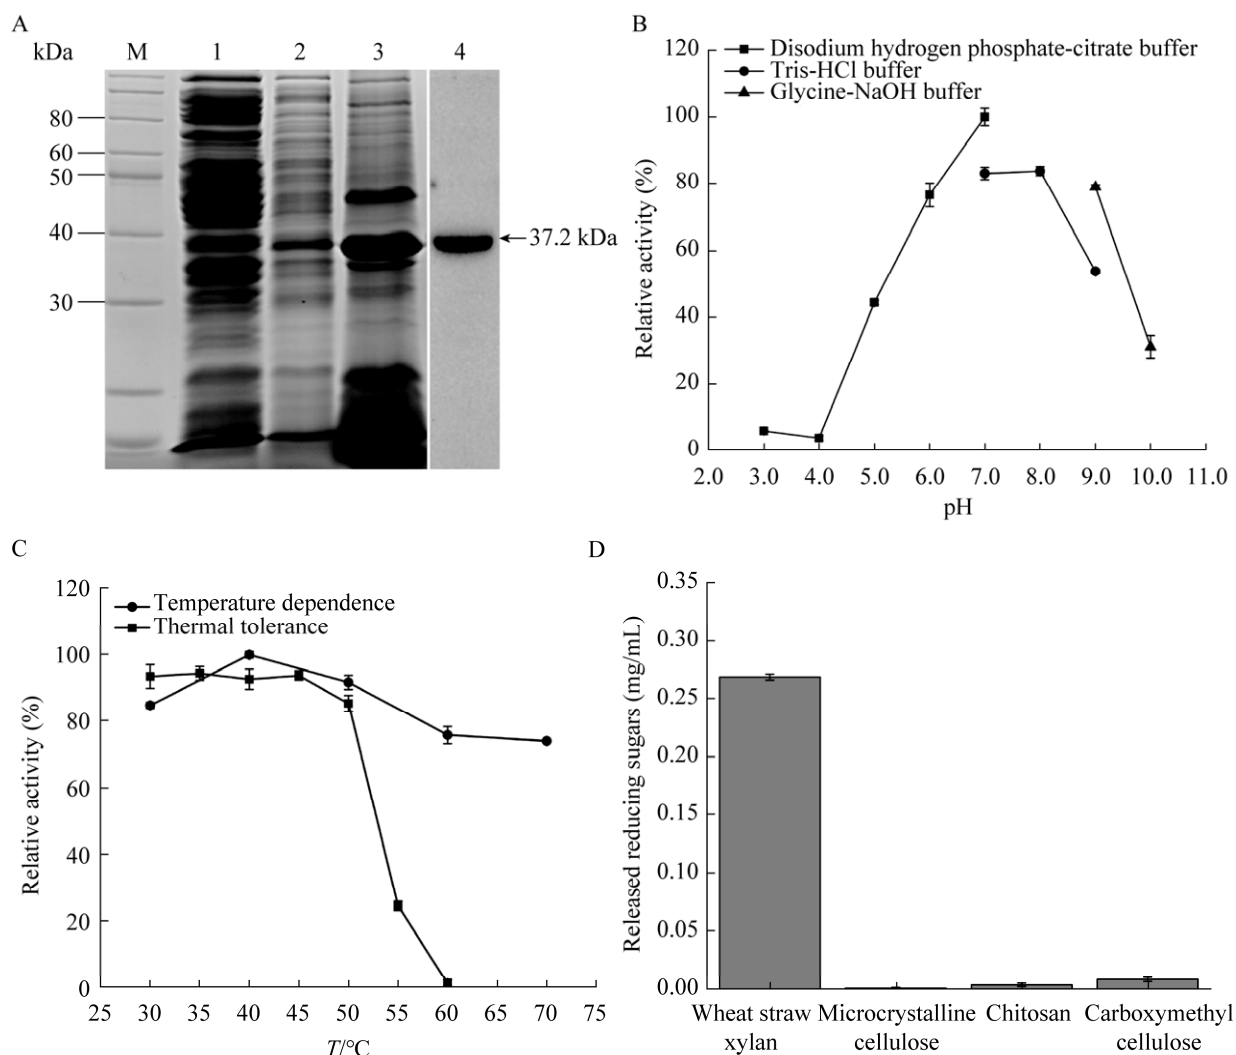 A
kDa M 1 2 3 4
80
60
50
40
30
37.2 kDa
B
Disodium hydrogen phosphate-citrate buffer
Tris-HCl buffer
Glycine-NaOH buffer
Relative activity (%)
120
100
80
60
40
20
0
2.0 3.0 4.0 5.0 6.0 7.0 8.0 9.0 10.0 11.0
pH
C
Temperature dependence
Thermal tolerance
Relative activity (%)
120
100
80
60
40
20
0
25 30 35 40 45 50 55 60 65 70 75
T/°C
D
Released reducing sugars (mg/mL)
0.35
0.30
0.25
0.20
0.15
0.10
0.05
0.00
Wheat straw Microcrystalline Chitosan Carboxymethyl
xylan cellulose cellulose